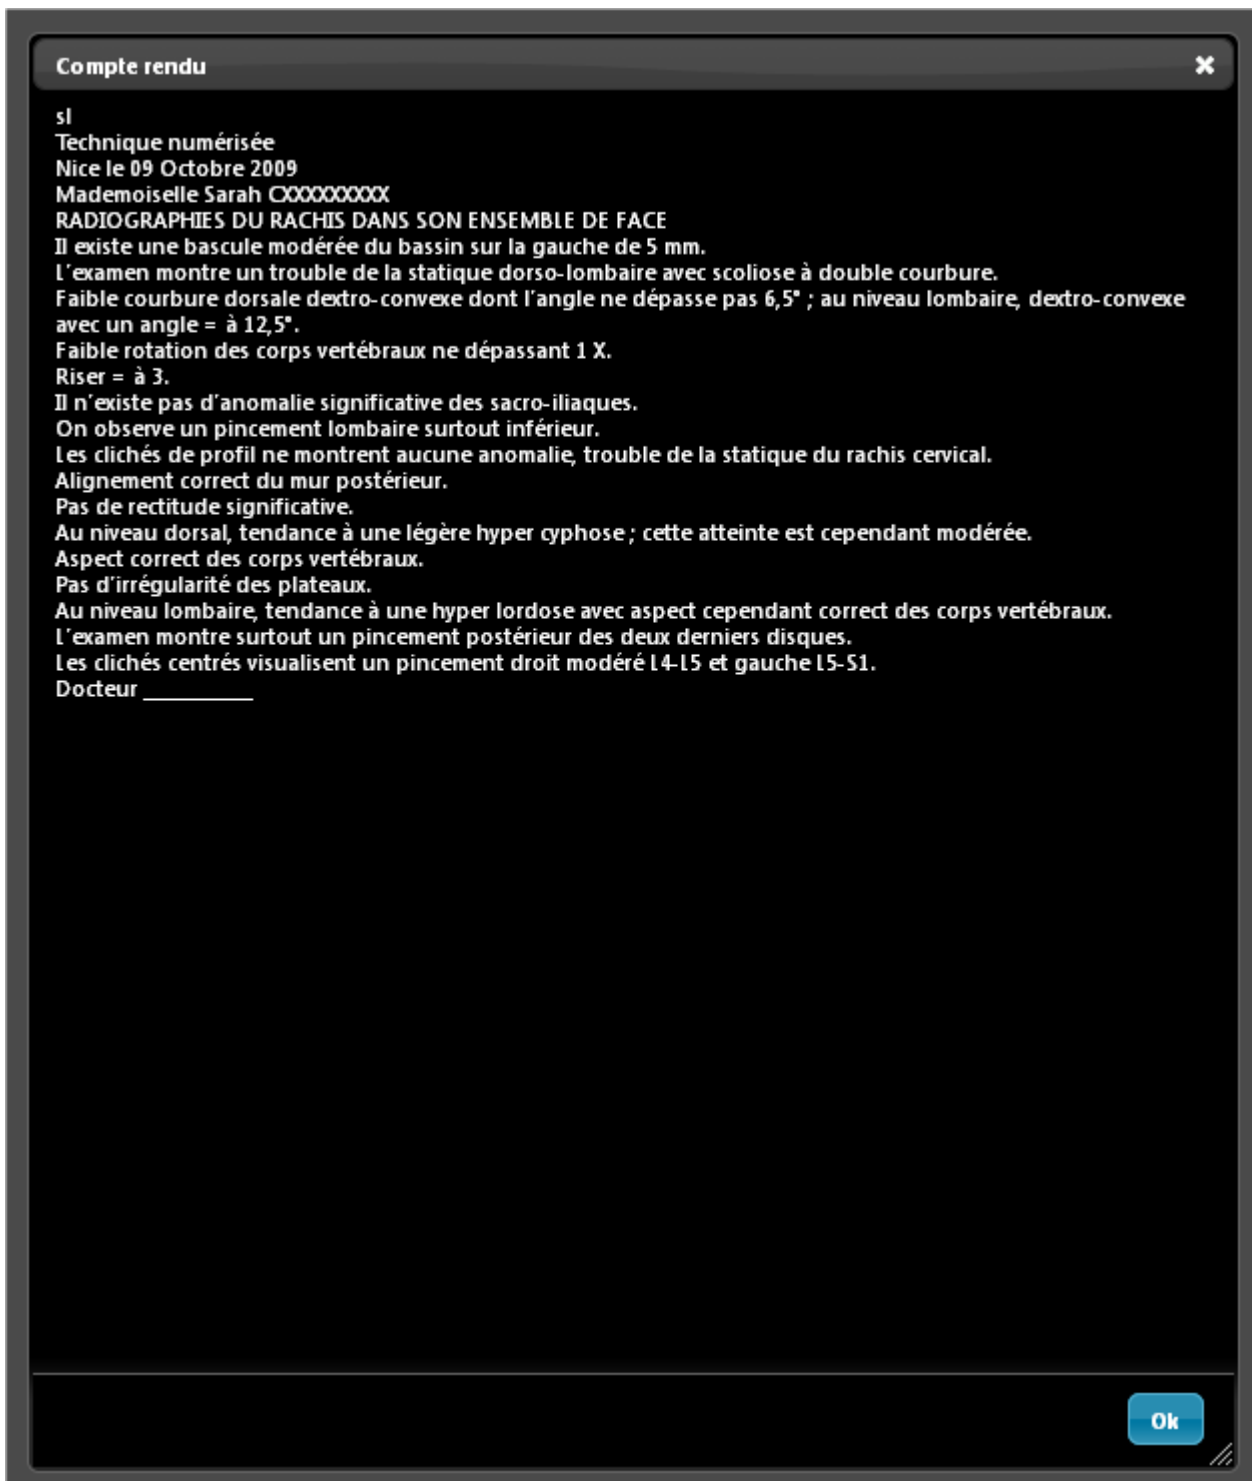 Compte rendu
sl
Technique numérisée
Nice le 09 Octobre 2009
Mademoiselle Sarah CXXXXXXXXX
RADIOGRAPHIES DU RACHIS DANS SON ENSEMBLE DE FACE
Il existe une bascule modérée du bassin sur la gauche de 5 mm.
L'examen montre un trouble de la statique dorso-lombaire avec scoliose à double courbure.
Faible courbure dorsale dextro-convexe dont l'angle ne dépasse pas 6,5° ; au niveau lombaire, dextro-convexe
avec un angle = à 12,5°.
Faible rotation des corps vertébraux ne dépassant 1 X.
Riser = à 3.
Il n'existe pas d'anomalie significative des sacro-iliaques.
On observe un pincement lombaire surtout inférieur.
Les clichés de profil ne montrent aucune anomalie, trouble de la statique du rachis cervical.
Alignement correct du mur postérieur.
Pas de rectitude significative.
Au niveau dorsal, tendance à une légère hyper cyphose ; cette atteinte est cependant modérée.
Aspect correct des corps vertébraux.
Pas d'irrégularité des plateaux.
Au niveau lombaire, tendance à une hyper lordose avec aspect cependant correct des corps vertébraux.
L'examen montre surtout un pincement postérieur des deux derniers disques.
Les clichés centrés visualisent un pincement droit modéré L4-L5 et gauche L5-S1.
Docteur __________
Ok